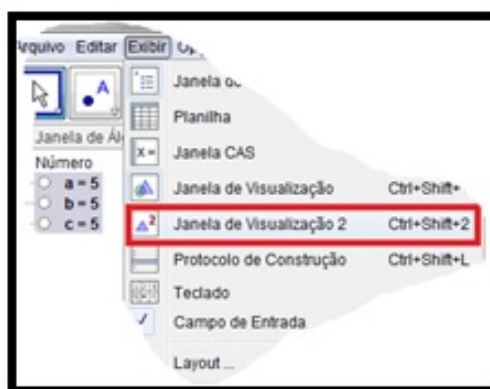 Arquivo Editar Exibir
Janela
Planilha
Janela de
Janela CAS
Número
a = 5
b = 5
c = 5
Janela de Visualização Ctrl+Shift+
Janela de Visualização 2 Ctrl+Shift+2
Protocolo de Construção Ctrl+Shift+L
Teclado
Campo de Entrada
Layout ...